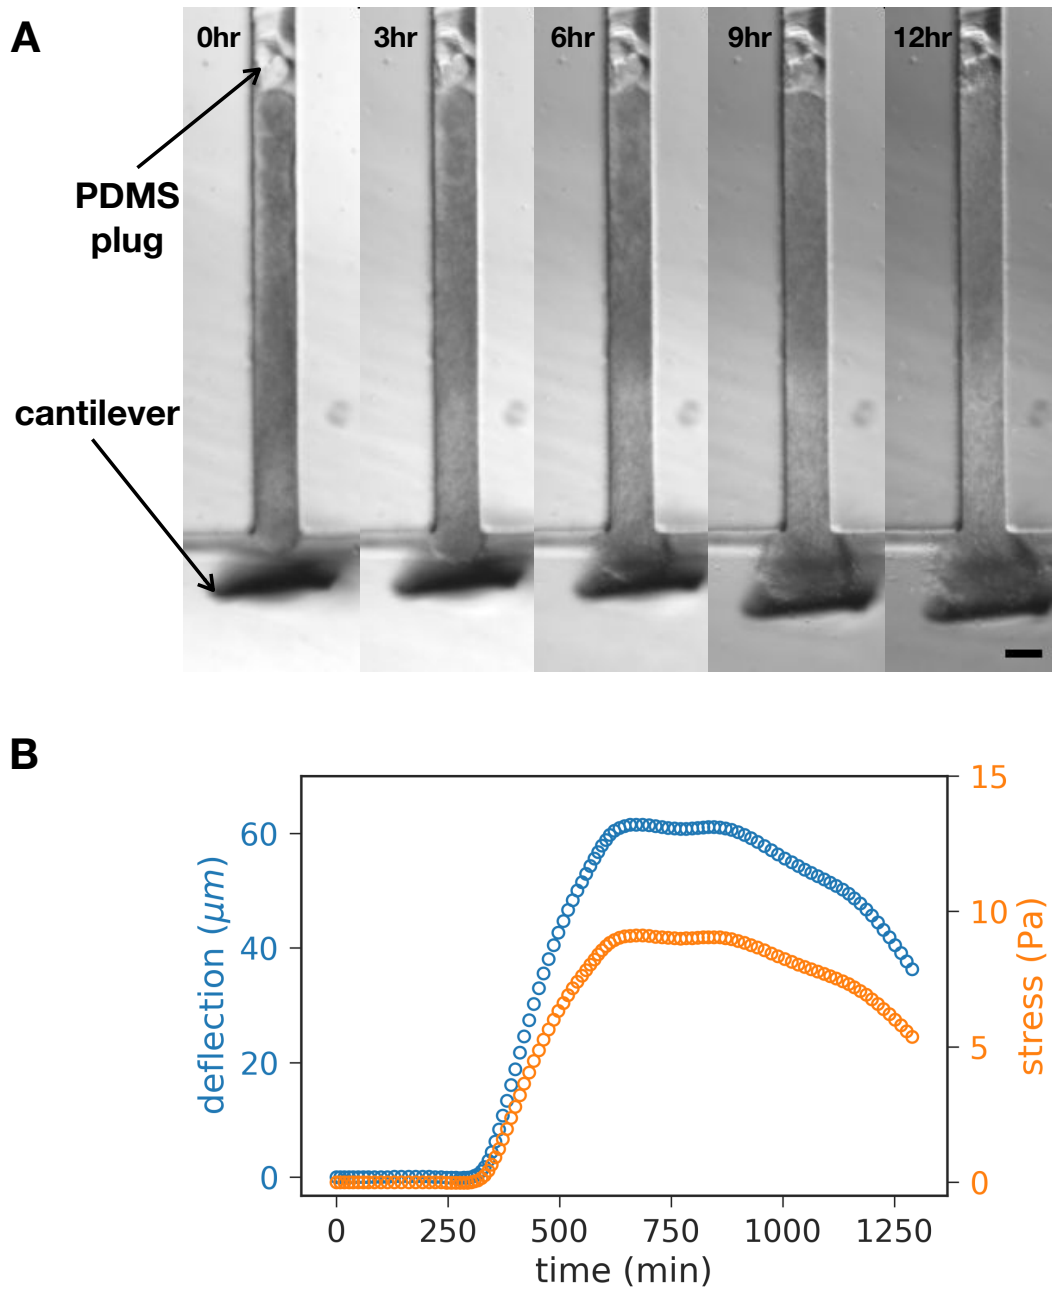 A
0hr
3hr
6hr
9hr
12hr
PDMS
plug
cantilever
B
15
60
10
40
5
20
0
0
deflection (μm)
stress (Pa)
0
250
500
750
1000
1250
time (min)